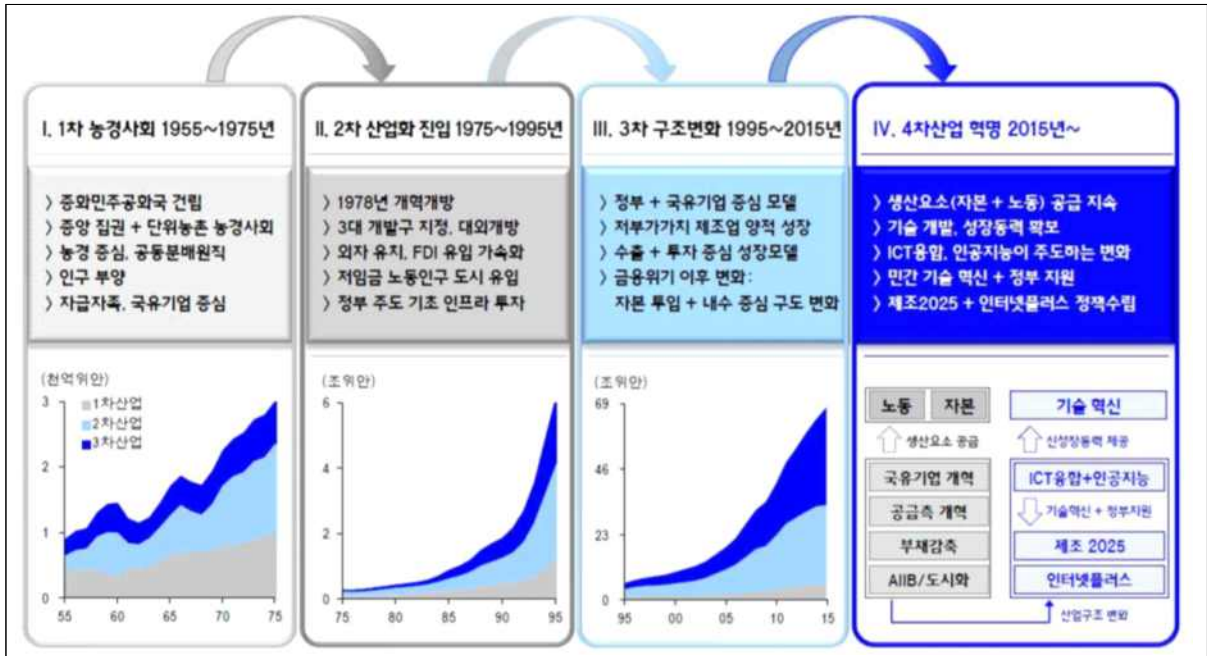 I. 1차 농경사회 1955~1975년
〉중화민주공화국 건립
〉중앙 집권 + 단위농촌 농경사회
〉농경 중심, 공동분배원칙
〉인구 부양
〉자급자족, 국유기업 중심
(천억위안)
3
2
1
0
1차산업
2차산업
3차산업
55 60 65 70 75
II. 2차 산업화 진입 1975~1995년
〉1978년 개혁개방
〉3대 개발구 지정, 대외개방
〉외자 유치, FDI 유입 가속화
〉저임금 노동인구 도시 유입
〉정부 주도 기초 인프라 투자
(조위안)
6
4
2
0
75 80 85 90 95
III. 3차 구조변화 1995~2015년
〉정부 + 국유기업 중심 모델
〉저부가가치 제조업 양적 성장
〉수출 + 투자 중심 성장모델
〉금융위기 이후 변화:
자본 투입 + 내수 중심 구도 변화
(조위안)
69
46
23
0
95 00 05 10 15
IV. 4차산업 혁명 2015년~
〉생산요소(자본 + 노동) 공급 지속
〉기술 개발, 성장동력 확보
〉ICT융합, 인공지능이 주도하는 변화
〉민간 기술 혁신 + 정부 지원
〉제조2025 + 인터넷플러스 정책수립
노동 자본
생산요소 공급
국유기업 개혁
공급측 개혁
부채감축
AIIB/도시화
기술 혁신
신성장동력 제공
ICT융합+인공지능
기술혁신 + 정부지원
제조 2025
인터넷플러스
산업구조 변화